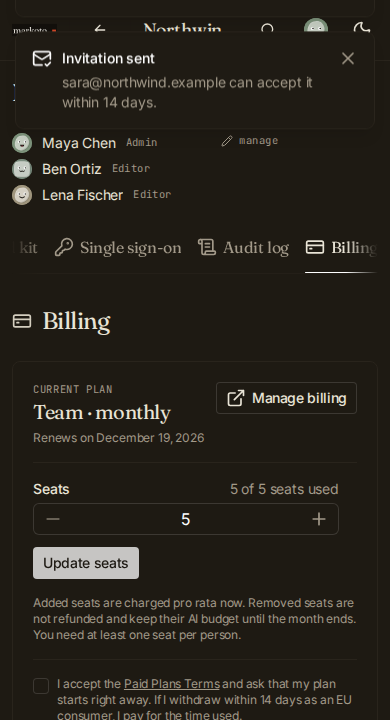 Northwin
Invitation sent
sara@northwind.example can accept it
within 14 days.
Maya Chen Admin
manage
Ben Ortiz Editor
Lena Fischer Editor
kit Single sign-on Audit log Billing
Billing
CURRENT PLAN
Team · monthly
Renews on December 19, 2026
Manage billing
Seats 5 of 5 seats used
5
Update seats
Added seats are charged pro rata now. Removed seats are
not refunded and keep their AI budget until the month ends.
You need at least one seat per person.
I accept the Paid Plans Terms and ask that my plan
starts right away. If I withdraw within 14 days as an EU
consumer, I pay for the time used.